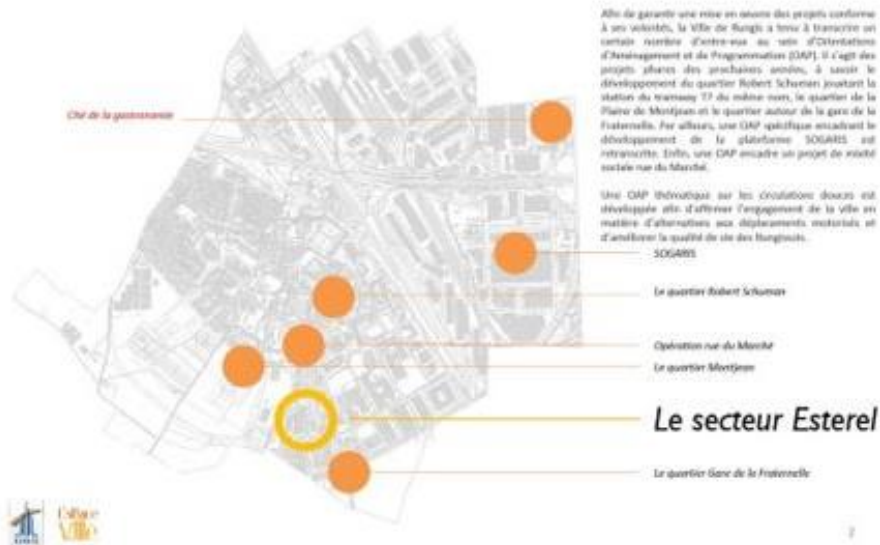 Afin de garantir une mise en œuvre des projets conforme
à ses volontés, la Ville de Rungis a tenu à transcrire un
certain nombre d'entre-eux au sein d'Orientations
d'Aménagement et de Programmation (OAP). Il s'agit des
projets phares des prochaines années, à savoir le
développement du quartier Robert Schuman jouxtant la
station du tramway T7 du même nom, le quartier de la
Plaine de Montjean et le quartier autour de la gare de la
Fraternelle. Par ailleurs, une OAP spécifique encadrant le
développement de la plateforme SOGARIS est
retranscrite. Enfin, une OAP encadre un projet de mixité
sociale rue du Marché.
Une OAP thématique sur les circulations douces est
développée afin d'affirmer l'engagement de la ville en
matière d'alternatives aux déplacements motorisés et
d'améliorer la qualité de vie des Rungissois.
Cité de la gastronomie
SOGARIS
Le quartier Robert Schuman
Opération rue du Marché
Le quartier Montjean
Le secteur Esterel
Le quartier Gare de la Fraternelle
Espace
Ville
2